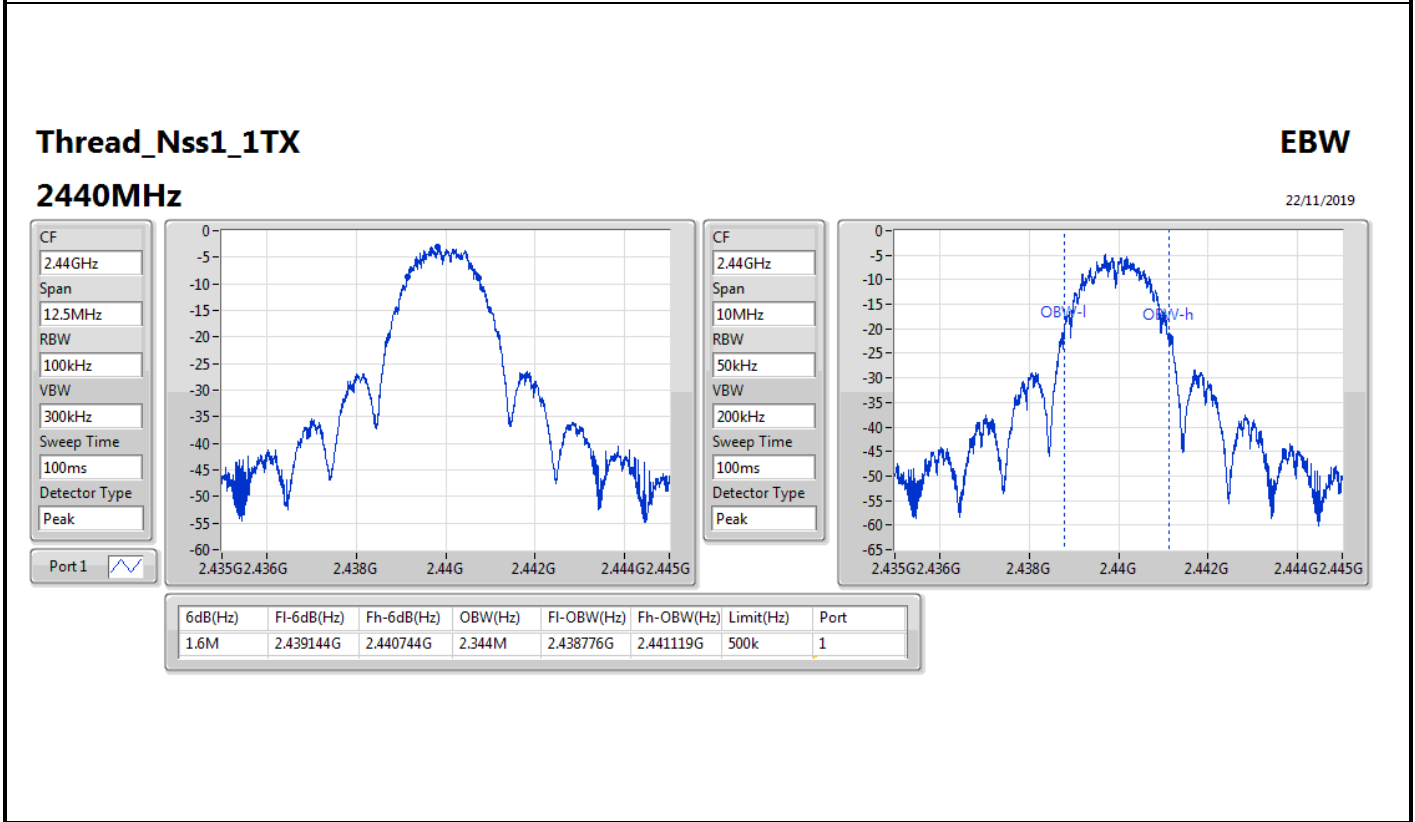 Thread_Nss1_1TX EBW
2440MHz 22/11/2019
CF
2.44GHz
Span
12.5MHz
RBW
100kHz
VBW
300kHz
Sweep Time
100ms
Detector Type
Peak
Port 1
0
-5
-10
-15
-20
-25
-30
-35
-40
-45
-50
-55
-60
2.435G 2.436G 2.438G 2.44G 2.442G 2.444G 2.445G
CF
2.44GHz
Span
10MHz
RBW
50kHz
VBW
200kHz
Sweep Time
100ms
Detector Type
Peak
0
-5
-10
-15
-20
-25
-30
-35
-40
-45
-50
-55
-60
-65
OBW-l OBW-h
2.435G 2.436G 2.438G 2.44G 2.442G 2.444G 2.445G
6dB(Hz) Fl-6dB(Hz) Fh-6dB(Hz) OBW(Hz) Fl-OBW(Hz) Fh-OBW(Hz) Limit(Hz) Port
1.6M 2.439144G 2.440744G 2.344M 2.438776G 2.441119G 500k 1